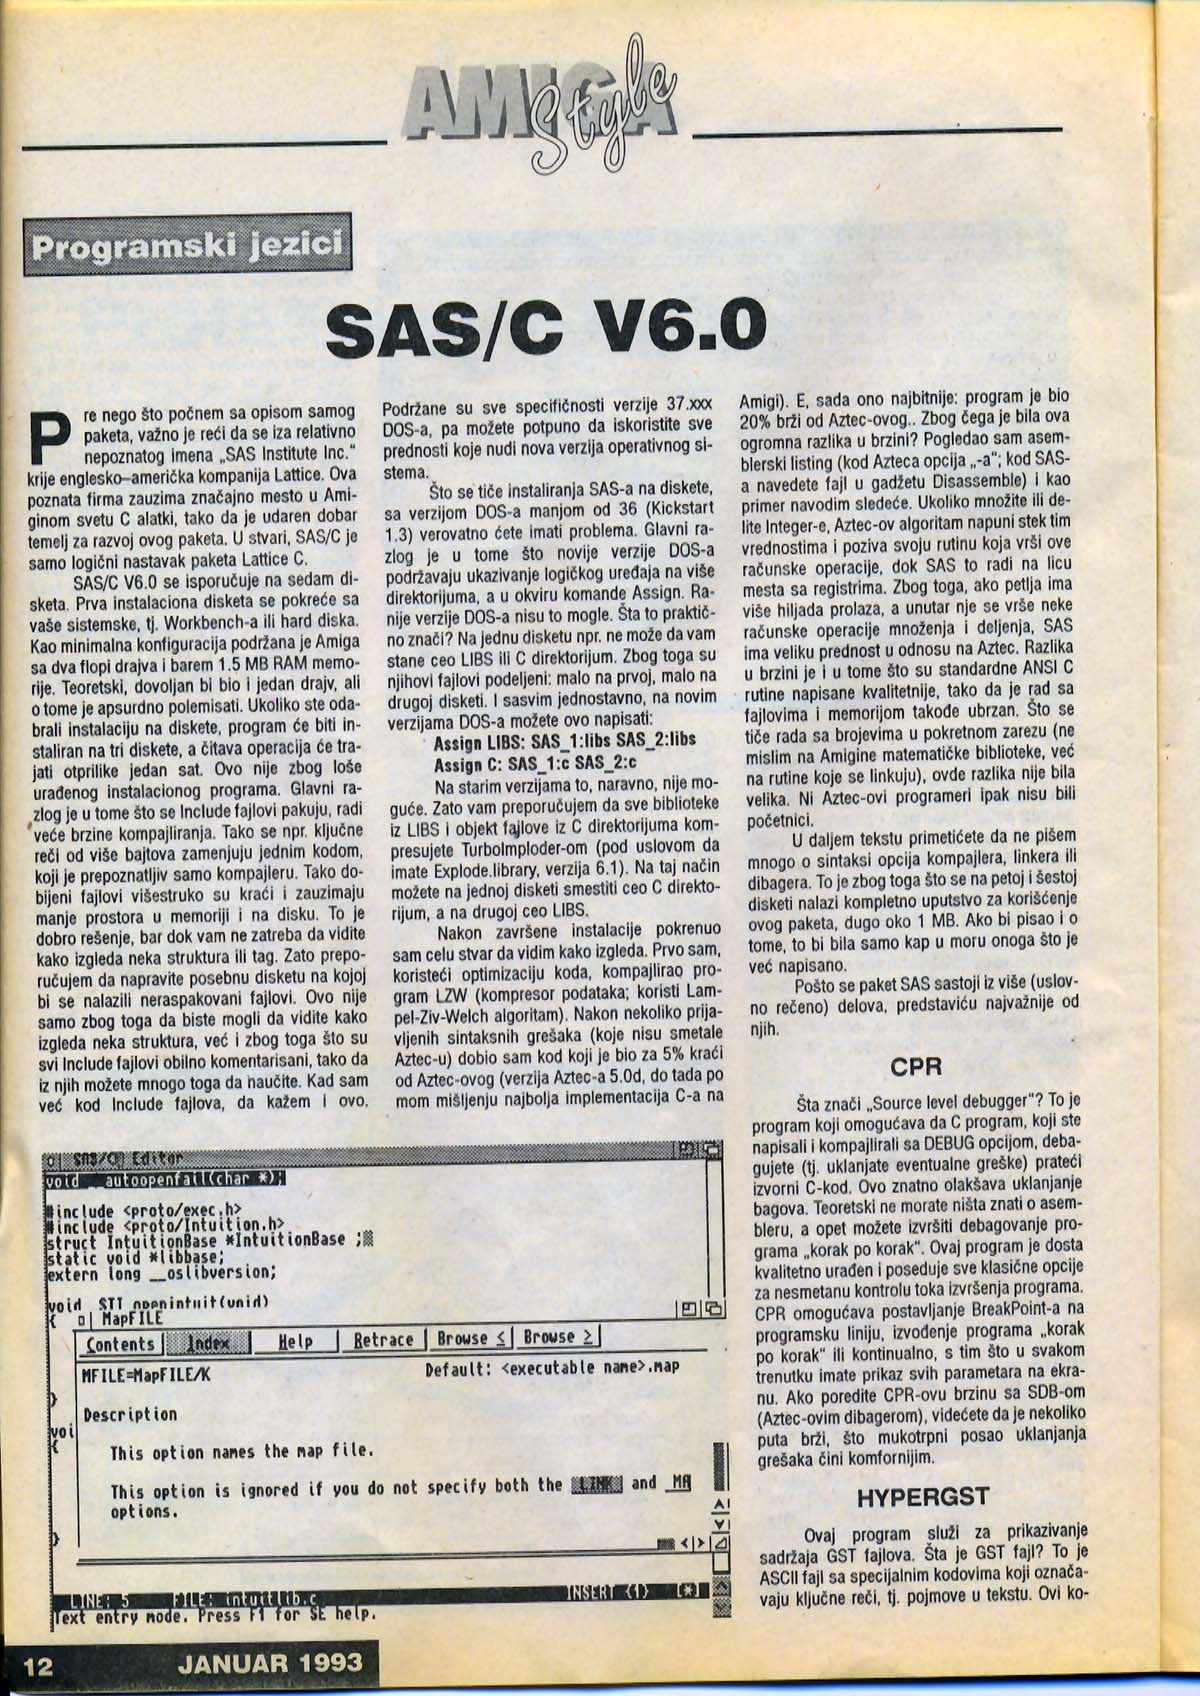 AMIGA Style
Programski jezici
SAS/C V6.0
Pre nego što počnem sa opisom samog
paketa, važno je reći da se iza relativno
nepoznatog imena „SAS Institute Inc."
krije englesko–američka kompanija Lattice. Ova
poznata firma zauzima značajno mesto u Ami-
ginom svetu C alatki, tako da je udaren dobar
temelj za razvoj ovog paketa. U stvari, SAS/C je
samo logični nastavak paketa Lattice C.
SAS/C V6.0 se isporučuje na sedam di-
sketa. Prva instalaciona disketa se pokreće sa
vaše sistemske, tj. Workbench-a ili hard diska.
Kao minimalna konfiguracija podržana je Amiga
sa dva flopi drajva i barem 1.5 MB RAM memo-
rije. Teoretski, dovoljan bi bio i jedan drajv, ali
o tome je apsurdno polemisati. Ukoliko ste oda-
brali instalaciju na diskete, program će biti in-
staliran na tri diskete, a čitava operacija će tra-
jati otprilike jedan sat. Ovo nije zbog loše
urađenog instalacionog programa. Glavni ra-
zlog je u tome što se Include fajlovi pakuju, radi
veće brzine kompajliranja. Tako se npr. ključne
reči od više bajtova zamenjuju jednim kodom,
koji je prepoznatljiv samo kompajleru. Tako do-
bijeni fajlovi višestruko su kraći i zauzimaju
manje prostora u memoriji i na disku. To je
dobro rešenje, bar dok vam ne zatreba da vidite
kako izgleda neka struktura ili tag. Zato prepo-
ručujem da napravite posebnu disketu na kojoj
bi se nalazili neraspakovani fajlovi. Ovo nije
samo zbog toga da biste mogli da vidite kako
izgleda neka struktura, već i zbog toga što su
svi Include fajlovi obilno komentarisani, tako da
iz njih možete mnogo toga da naučite. Kad sam
već kod Include fajlova, da kažem i ovo.
Podržane su sve specifičnosti verzije 37.xxx
DOS-a, pa možete potpuno da iskoristite sve
prednosti koje nudi nova verzija operativnog si-
stema.
Što se tiče instaliranja SAS-a na diskete,
sa verzijom DOS-a manjom od 36 (Kickstart
1.3) verovatno ćete imati problema. Glavni ra-
zlog je u tome što novije verzije DOS-a
podržavaju ukazivanje logičkog uređaja na više
direktorijuma, a u okviru komande Assign. Ra-
nije verzije DOS-a nisu to mogle. Šta to praktič-
no znači? Na jednu disketu npr. ne može da vam
stane ceo LIBS ili C direktorijum. Zbog toga su
njihovi fajlovi podeljeni: malo na prvoj, malo na
drugoj disketi. I sasvim jednostavno, na novim
verzijama DOS-a možete ovo napisati:
Assign LIBS: SAS_1:libs SAS_2:libs
Assign C: SAS_1:c SAS_2:c
Na starim verzijama to, naravno, nije mo-
guće. Zato vam preporučujem da sve biblioteke
iz LIBS i objekt fajlove iz C direktorijuma kom-
presujete TurboImploder-om (pod uslovom da
imate Explode.library, verzija 6.1). Na taj način
možete na jednoj disketi smestiti ceo C direkto-
rijum, a na drugoj ceo LIBS.
Nakon završene instalacije pokrenuo
sam celu stvar da vidim kako izgleda. Prvo sam,
koristeći optimizaciju koda, kompajlirao pro-
gram LZW (kompresor podataka; koristi Lam-
pel-Ziv-Welch algoritam). Nakon nekoliko prija-
vljenih sintaksnih grešaka (koje nisu smetale
Aztec-u) dobio sam kod koji je bio za 5% kraći
od Aztec-ovog (verzija Aztec-a 5.0d, do tada po
mom mišljenju najbolja implementacija C-a na
Amigi). E, sada ono najbitnije: program je bio
20% brži od Aztec-ovog.. Zbog čega je bila ova
ogromna razlika u brzini? Pogledao sam asem-
blerski listing (kod Azteca opcija „-a"; kod SAS-
a navedete fajl u gadžetu Disassemble) i kao
primer navodim sledeće. Ukoliko množite ili de-
lite Integer-e, Aztec-ov algoritam napuni stek tim
vrednostima i poziva svoju rutinu koja vrši ove
računske operacije, dok SAS to radi na licu
mesta sa registrima. Zbog toga, ako petlja ima
više hiljada prolaza, a unutar nje se vrše neke
računske operacije množenja i deljenja, SAS
ima veliku prednost u odnosu na Aztec. Razlika
u brzini je i u tome što su standardne ANSI C
rutine napisane kvalitetnije, tako da je rad sa
fajlovima i memorijom takođe ubrzan. Što se
tiče rada sa brojevima u pokretnom zarezu (ne
mislim na Amigine matematičke biblioteke, već
na rutine koje se linkuju), ovde razlika nije bila
velika. Ni Aztec-ovi programeri ipak nisu bili
početnici.
U daljem tekstu primetićete da ne pišem
mnogo o sintaksi opcija kompajlera, linkera ili
dibagera. To je zbog toga što se na petoj i šestoj
disketi nalazi kompletno uputstvo za korišćenje
ovog paketa, dugo oko 1 MB. Ako bi pisao i o
tome, to bi bila samo kap u moru onoga što je
već napisano.
Pošto se paket SAS sastoji iz više (uslov-
no rečeno) delova, predstaviću najvažnije od
njih.
CPR
Šta znači „Source level debugger"? To je
program koji omogućava da C program, koji ste
napisali i kompajlirali sa DEBUG opcijom, deba-
gujete (tj. uklanjate eventualne greške) prateći
izvorni C-kod. Ovo znatno olakšava uklanjanje
bagova. Teoretski ne morate ništa znati o asem-
bleru, a opet možete izvršiti debagovanje pro-
grama „korak po korak". Ovaj program je dosta
kvalitetno urađen i poseduje sve klasične opcije
za nesmetanu kontrolu toka izvršenja programa.
CPR omogućava postavljanje BreakPoint-a na
programsku liniju, izvođenje programa „korak
po korak" ili kontinualno, s tim što u svakom
trenutku imate prikaz svih parametara na ekra-
nu. Ako poredite CPR-ovu brzinu sa SDB-om
(Aztec-ovim dibagerom), videćete da je nekoliko
puta brži, što mukotrpni posao uklanjanja
grešaka čini komfornijim.
HYPERGST
Ovaj program služi za prikazivanje
sadržaja GST fajlova. Šta je GST fajl? To je
ASCII fajl sa specijalnim kodovima koji označa-
vaju ključne reči, tj. pojmove u tekstu. Ovi ko-
SAS/C Editor
void _autoopenfail(char *);
#include <proto/exec.h>
#include <proto/Intuition.h>
struct IntuitionBase *IntuitionBase ;
static void *libbase;
extern long __oslibversion;
void _STI_openintuit(void)
{
MapFILE
Contents Index Help Retrace Browse < Browse >
MFILE=MapFILE/K Default: <executable name>.map
}
Description
voi
{
This option names the map file.
This option is ignored if you do not specify both the LINK and MA
options.
}
LINE: 5 FILE: intuitlib.c INSERT {1} [*]
Text entry mode. Press F1 for SE help.
12 JANUAR 1993